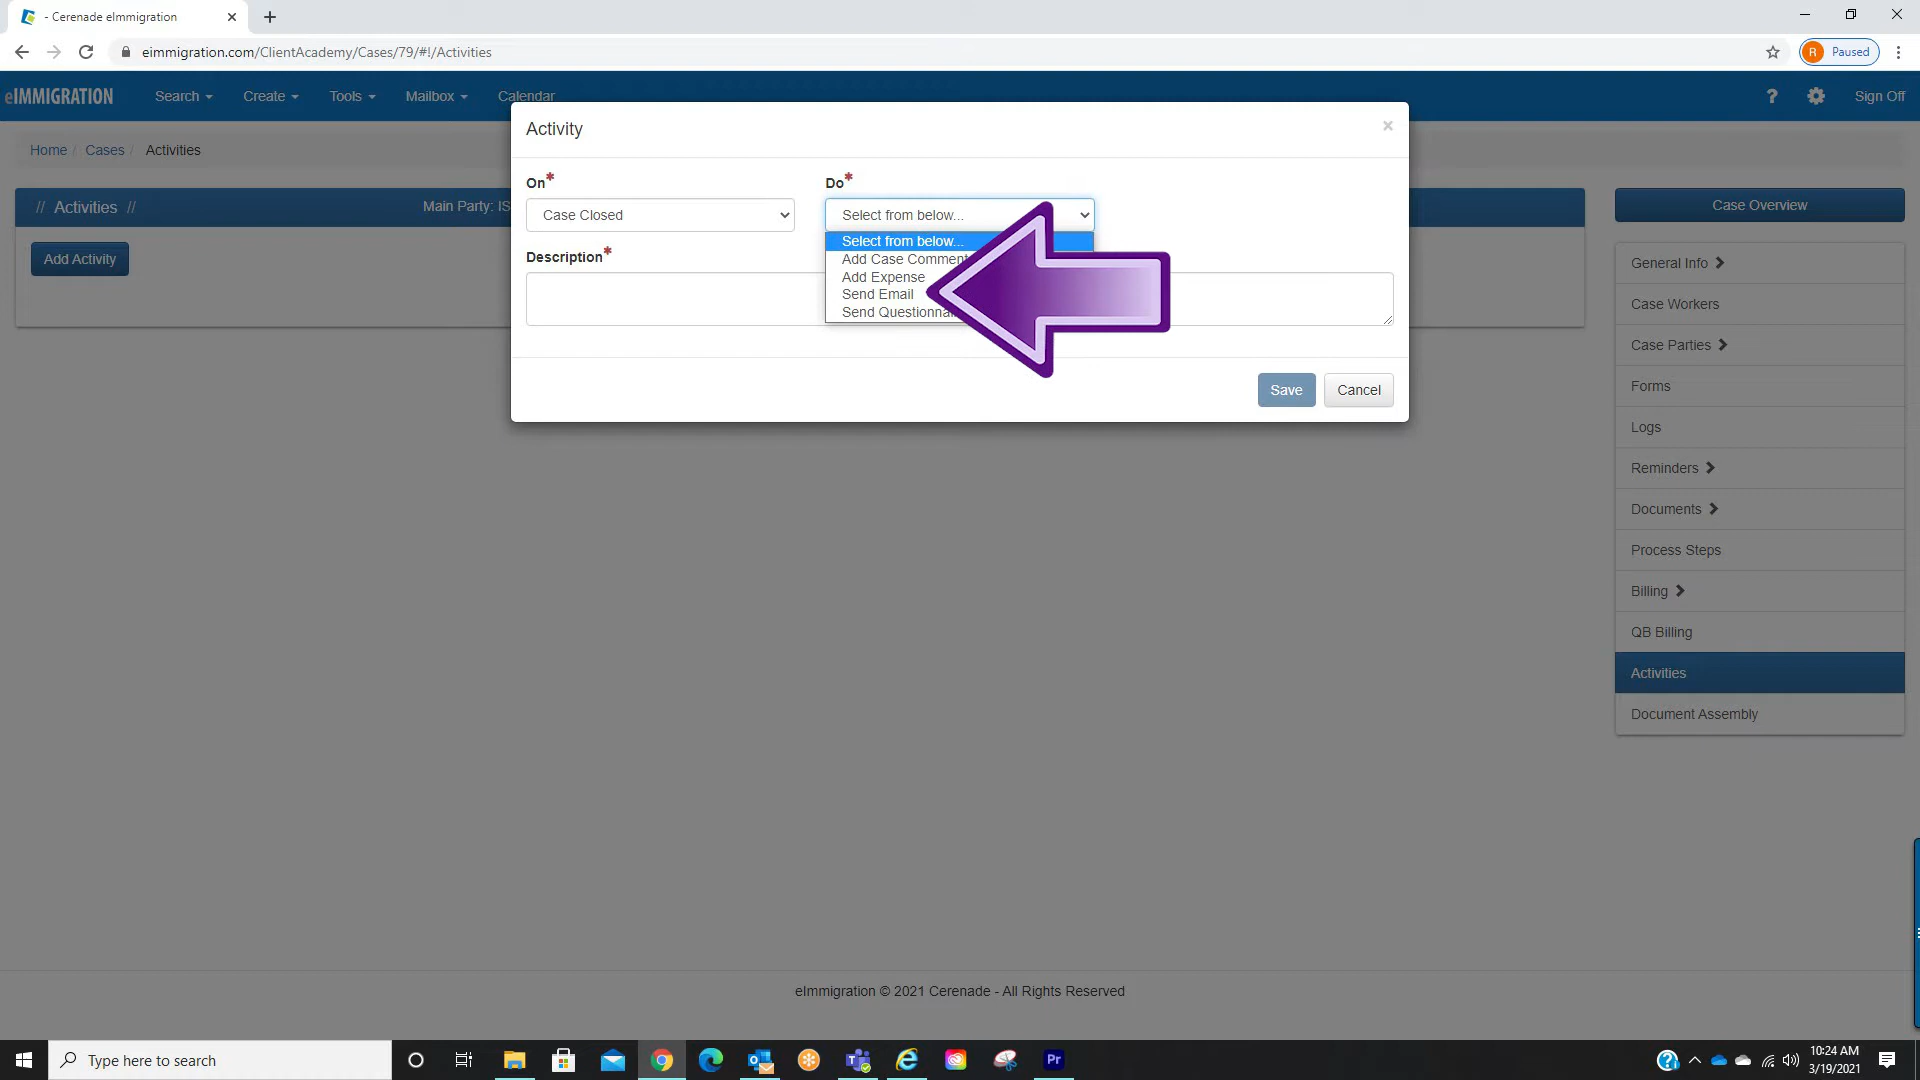 - Cerenade eImmigration
eimmigration.com/ClientAcademy/Cases/79/#!/Activities
R Paused
eIMMIGRATION Search Create Tools Mailbox Calendar ? Sign Off
Activity ×
Home / Cases / Activities
On* Do*
// Activities // Main Party: IS
Case Closed
Select from below...
Case Overview
Select from below...
Add Case Comment
Add Expense
Send Email
Send
Description*
Add Activity
Save Cancel
General Info
Case Workers
Case Parties
Forms
Logs
Reminders
Documents
Process Steps
Billing
QB Billing
Activities
Document Assembly
eImmigration © 2021 Cerenade - All Rights Reserved
Type here to search
Pr
10:24 AM
3/19/2021